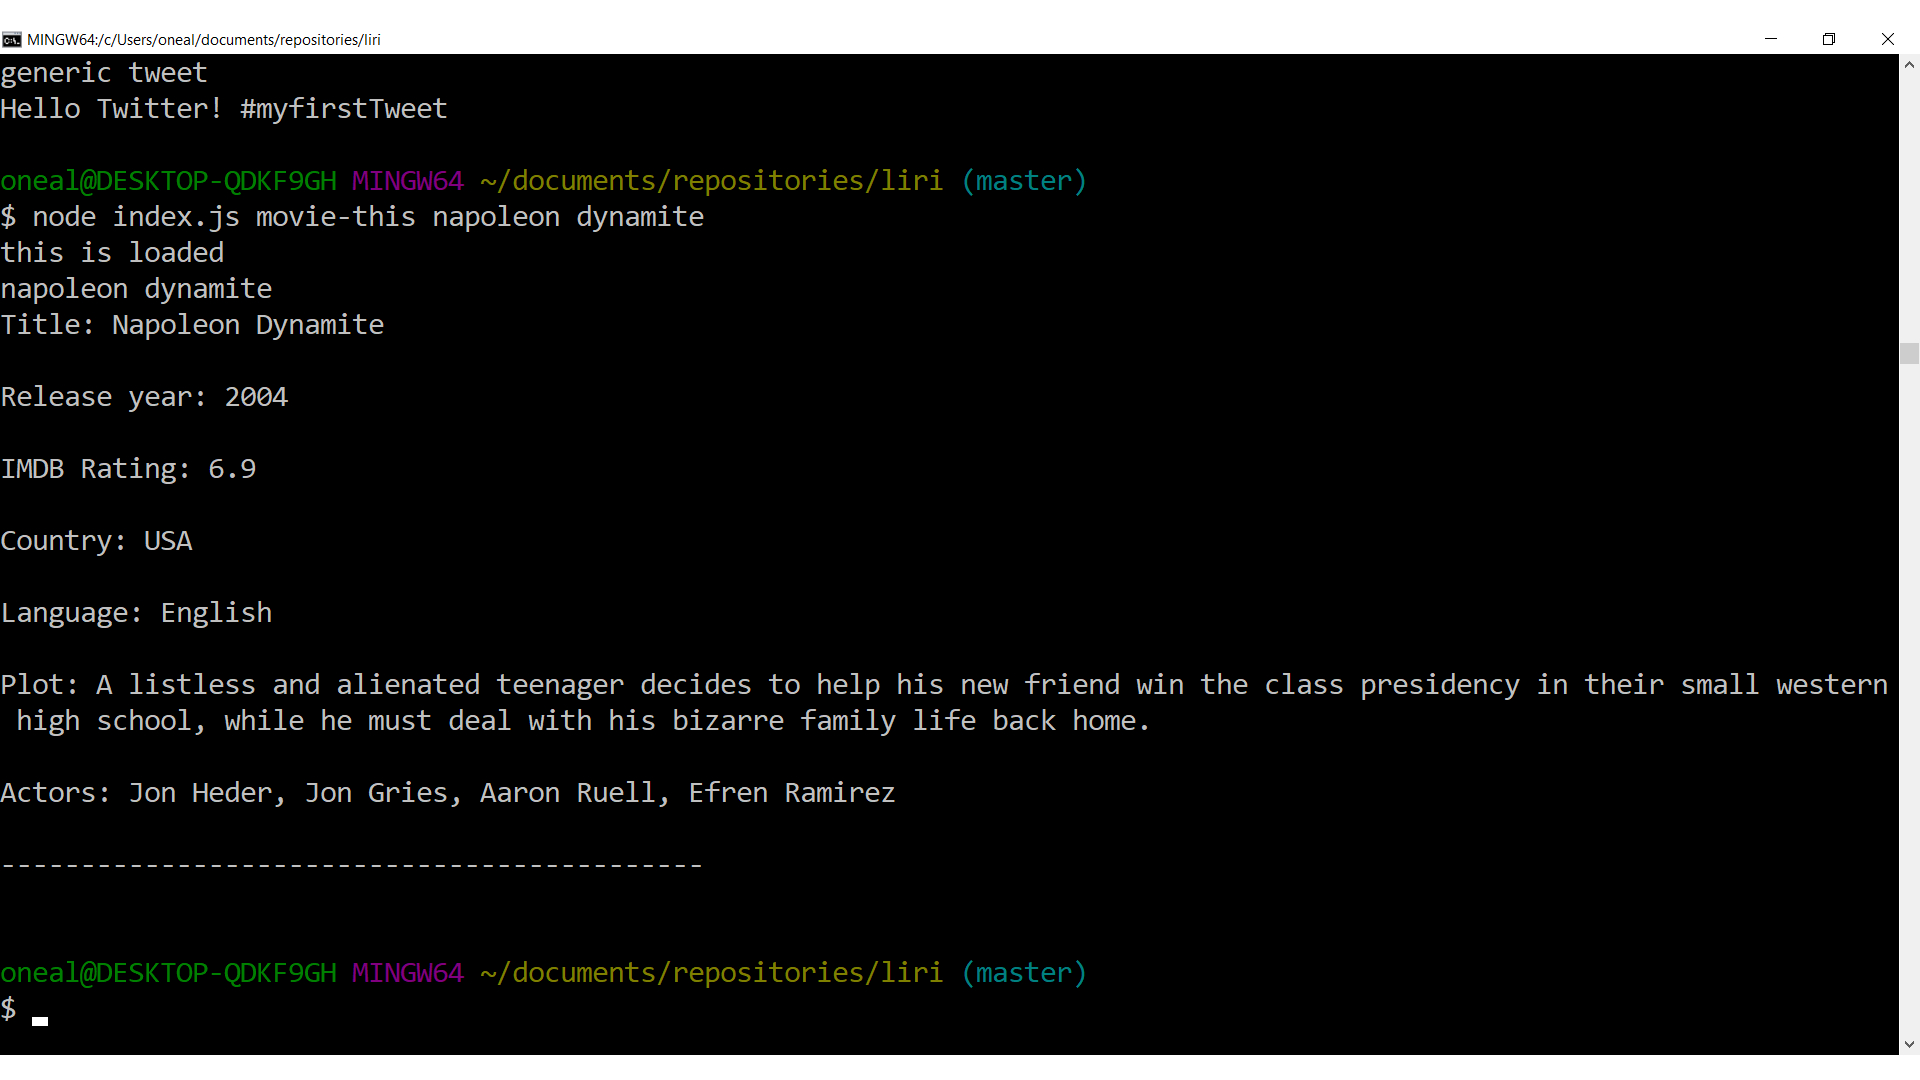 MINGW64:/c/Users/oneal/documents/repositories/liri
generic tweet
Hello Twitter! #myfirstTweet
oneal@DESKTOP-QDKF9GH MINGW64 ~/documents/repositories/liri (master)
$ node index.js movie-this napoleon dynamite
this is loaded
napoleon dynamite
Title: Napoleon Dynamite
Release year: 2004
IMDB Rating: 6.9
Country: USA
Language: English
Plot: A listless and alienated teenager decides to help his new friend win the class presidency in their small western
 high school, while he must deal with his bizarre family life back home.
Actors: Jon Heder, Jon Gries, Aaron Ruell, Efren Ramirez
--------------------------------------------
oneal@DESKTOP-QDKF9GH MINGW64 ~/documents/repositories/liri (master)
$